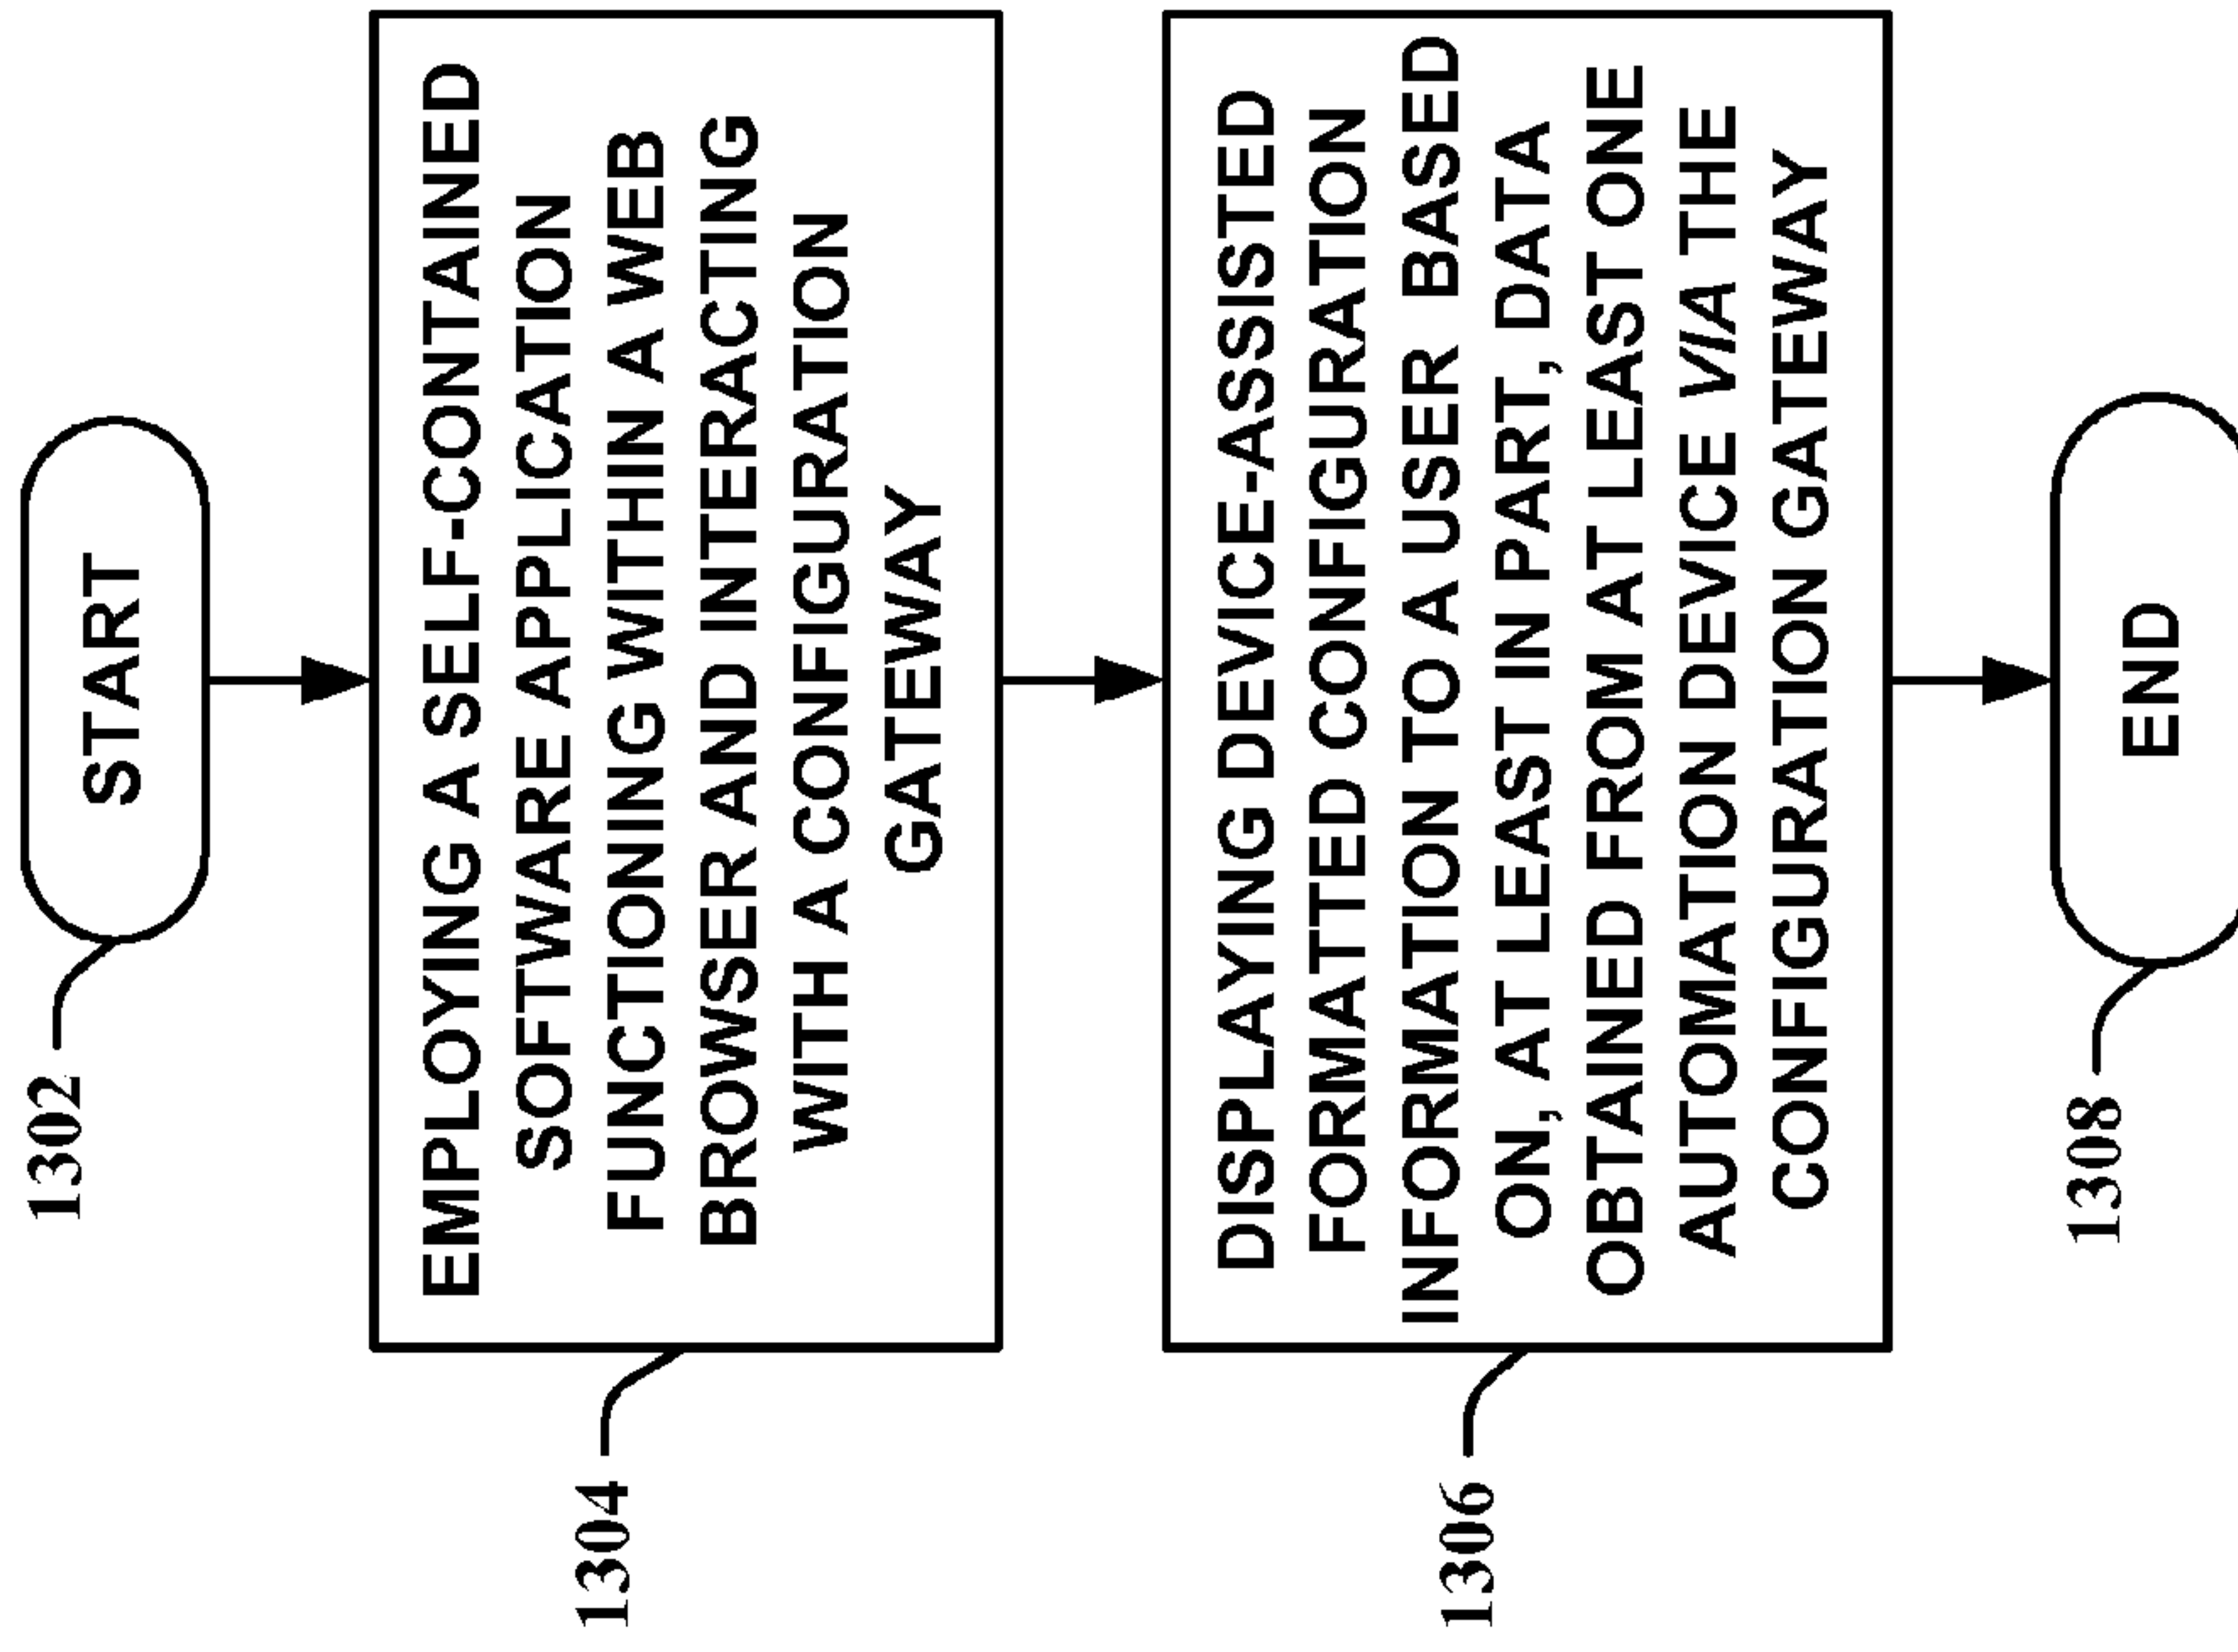 START
1302
EMPLOYING A SELF-CONTAINED
SOFTWARE APPLICATION
FUNCTIONING WITHIN A WEB
BROWSER AND INTERACTING
WITH A CONFIGURATION
GATEWAY
1304
DISPLAYING DEVICE-ASSISTED
FORMATTED CONFIGURATION
INFORMATION TO A USER BASED
ON, AT LEAST IN PART, DATA
OBTAINED FROM AT LEAST ONE
AUTOMATION DEVICE VIA THE
CONFIGURATION GATEWAY
1306
END
1308